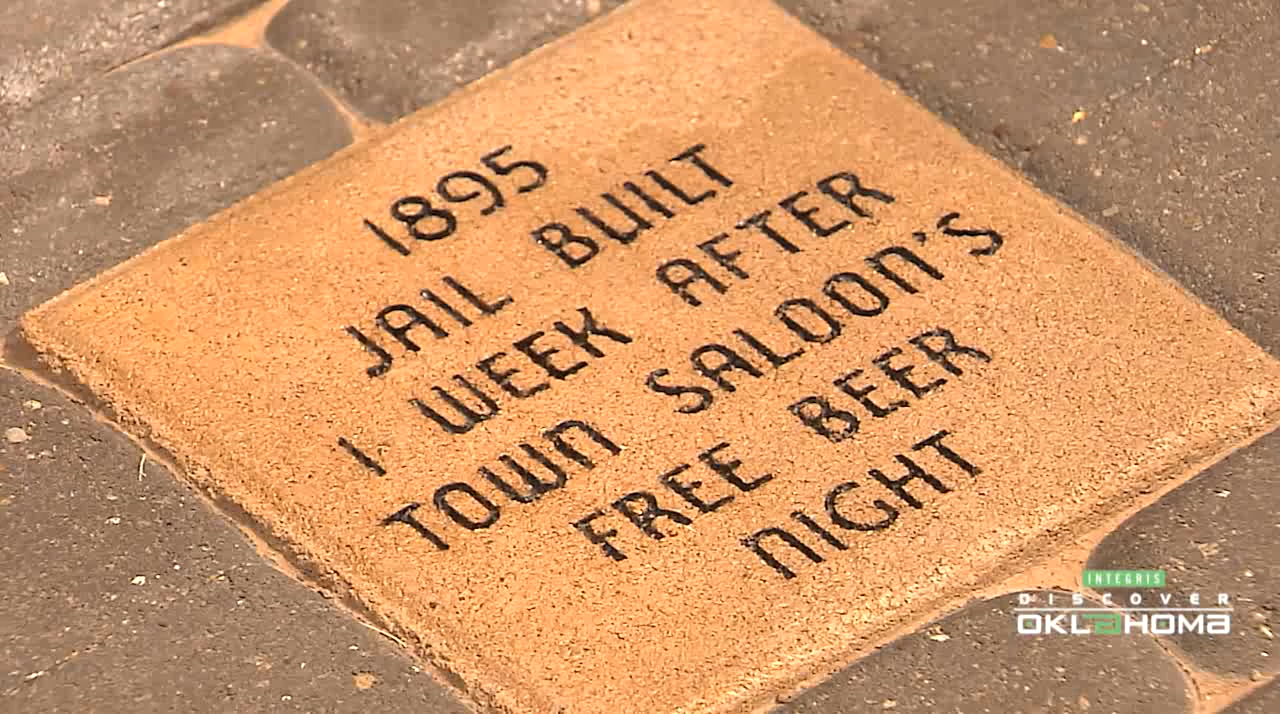 1895
JAIL BUILT
1 WEEK AFTER
TOWN SALOON'S
FREE BEER
NIGHT
INTEGRIS
DISCOVER
OKLAHOMA